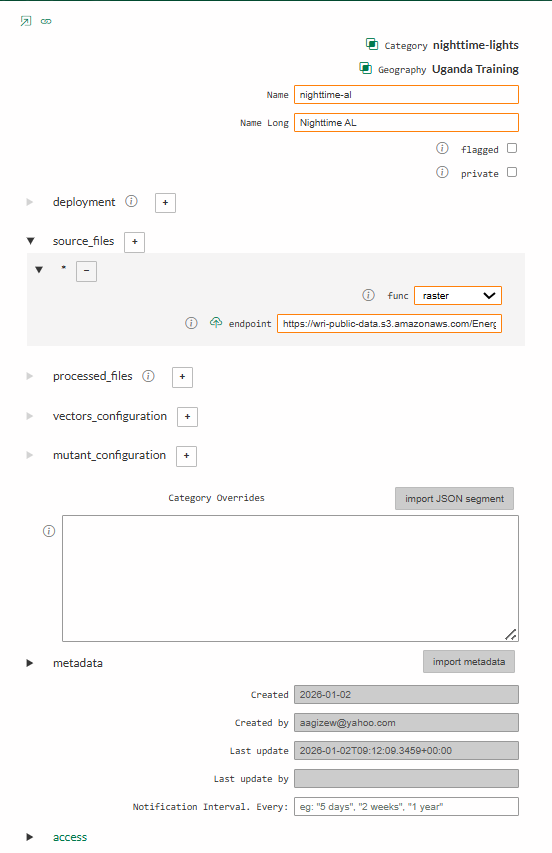 Category nighttime-lights
Geography Uganda Training
Name nighttime-al
Name Long Nighttime AL
flagged
private
deployment +
source_files +
* −
func raster
endpoint https://wri-public-data.s3.amazonaws.com/Energ
processed_files +
vectors_configuration +
mutant_configuration +
Category Overrides import JSON segment
metadata import metadata
Created 2026-01-02
Created by aagizew@yahoo.com
Last update 2026-01-02T09:12:09.3459+00:00
Last update by
Notification Interval. Every: eg: "5 days", "2 weeks", "1 year"
access